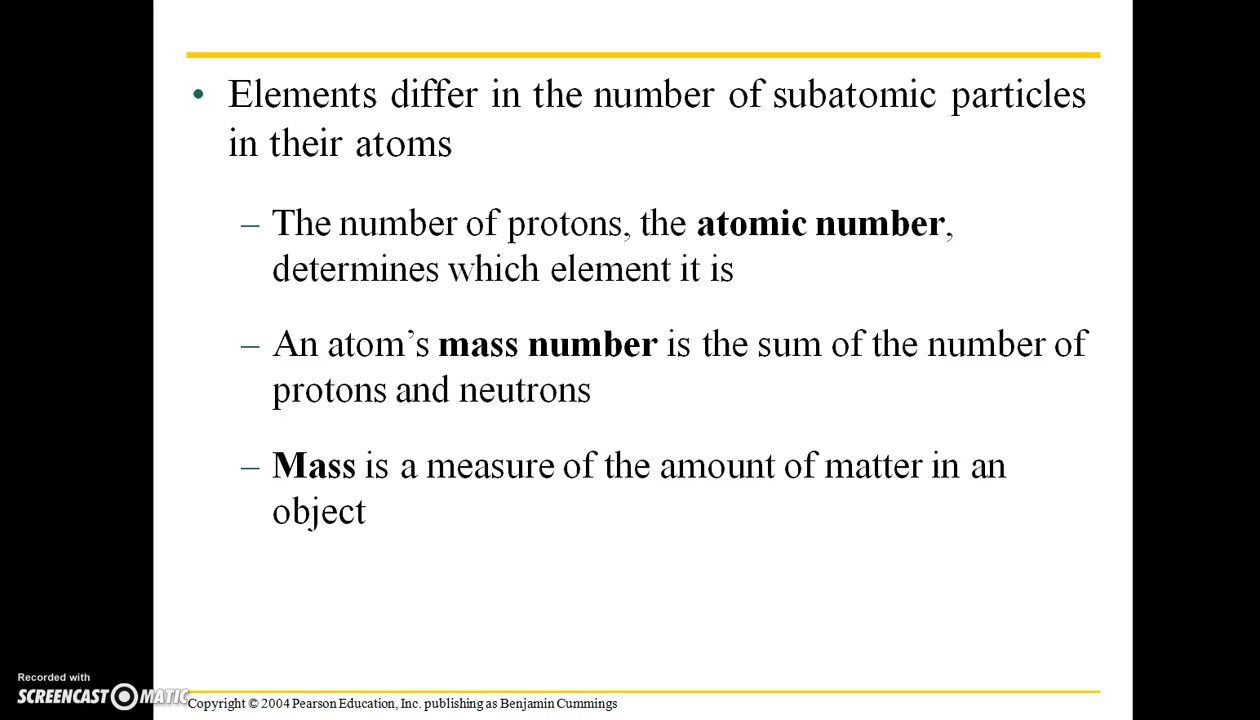 • Elements differ in the number of subatomic particles
in their atoms
– The number of protons, the atomic number,
determines which element it is
– An atom’s mass number is the sum of the number of
protons and neutrons
– Mass is a measure of the amount of matter in an
object
Recorded with
SCREENCAST MATIC
Copyright © 2004 Pearson Education, Inc. publishing as Benjamin Cummings